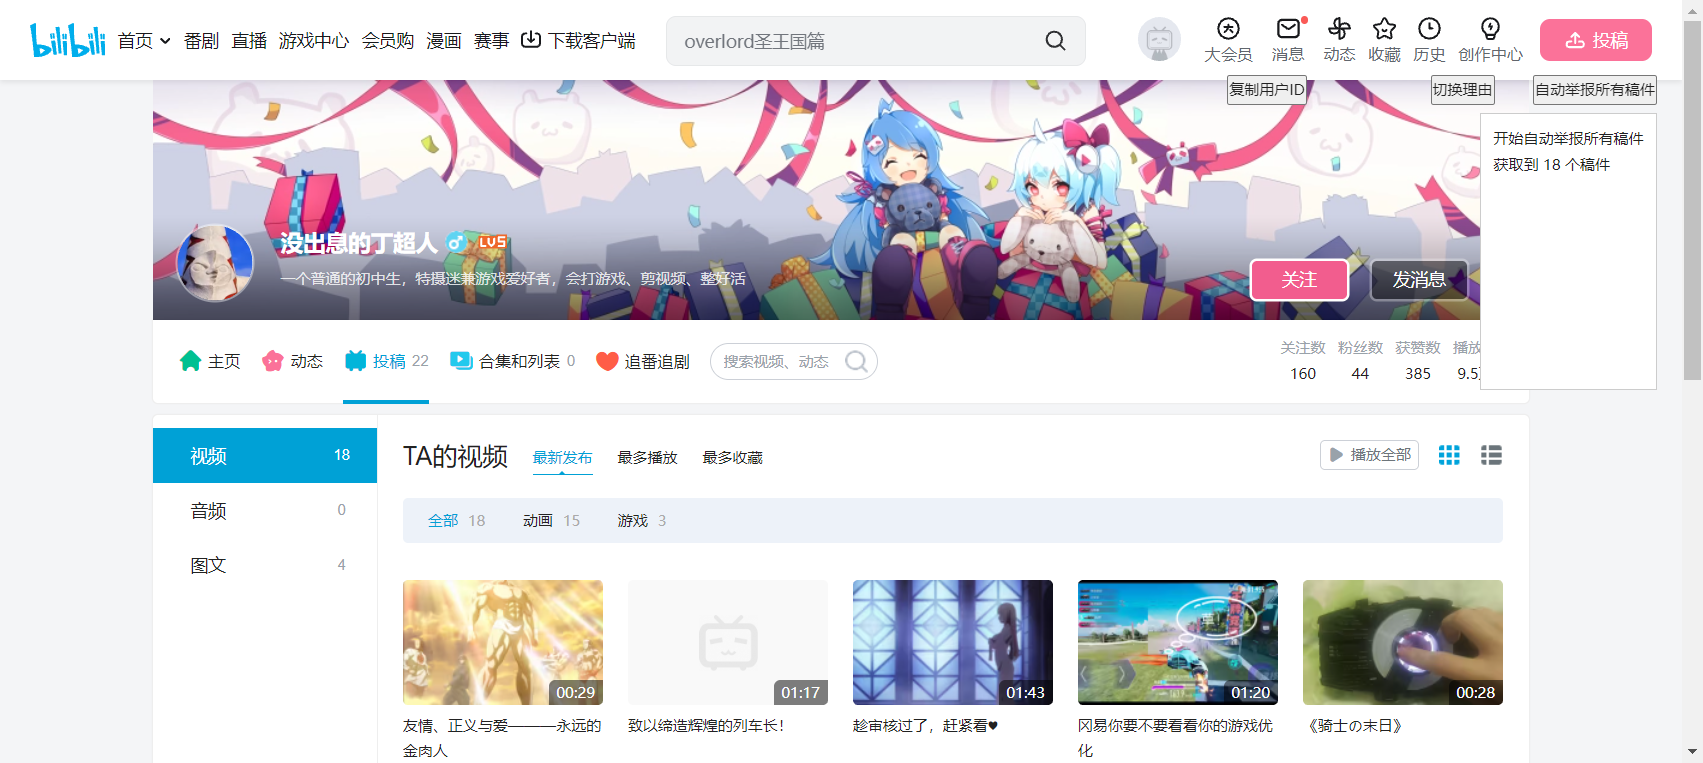 bilibili
首页
番剧
直播
游戏中心
会员购
漫画
赛事
下载客户端
overlord圣王国篇
大会员
消息
动态
收藏
历史
创作中心
投稿
复制用户ID
切换理由
自动举报所有稿件
开始自动举报所有稿件
获取到 18 个稿件
没出息的丁超人
LV5
一个普通的初中生，特摄迷兼游戏爱好者，会打游戏、剪视频、整好活
关注
发消息
主页
动态
投稿 22
合集和列表 0
追番追剧
搜索视频、动态
关注数
160
粉丝数
44
获赞数
385
播放
9.5
视频 18
音频 0
图文 4
TA的视频
最新发布
最多播放
最多收藏
播放全部
全部 18
动画 15
游戏 3
00:29
友情、正义与爱———永远的
金肉人
01:17
致以缔造辉煌的列车长！
01:43
趁审核过了，赶紧看♥
01:20
冈易你要不要看看你的游戏优
化
00:28
《骑士の末日》